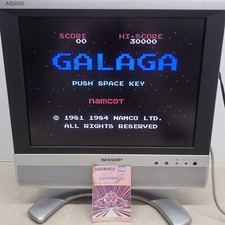 AQUOS
SCORE HI-SCORE
00 30000
GALAGA
PUSH SPACE KEY
namcot
© 1981 1984 NAMCO LTD.
ALL RIGHTS RESERVED
SHARP